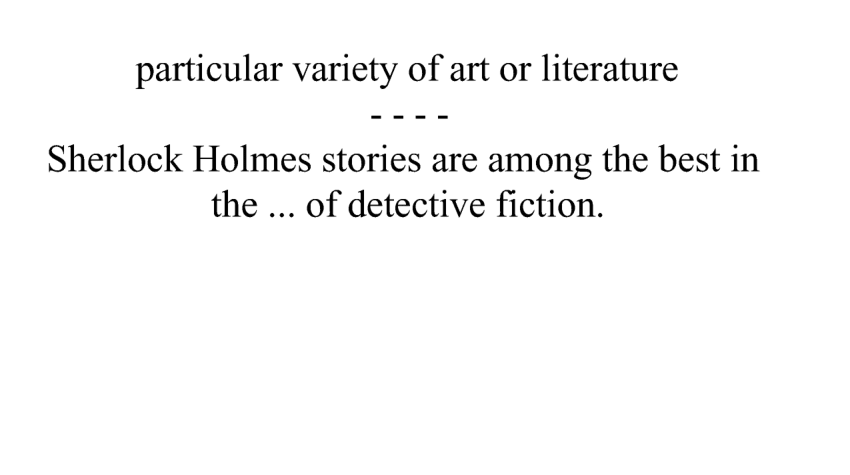 particular variety of art or literature
- - - -
Sherlock Holmes stories are among the best in
the ... of detective fiction.